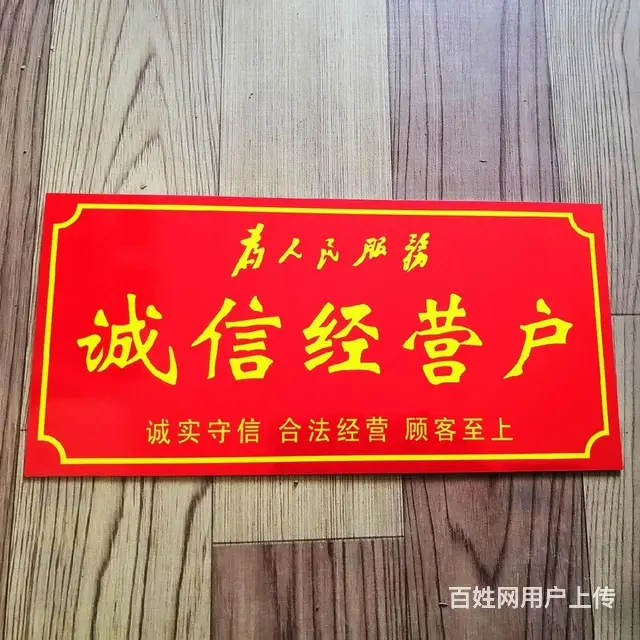 为人民服務
诚信经营户
诚实守信 合法经营 顾客至上
百姓网用户上传